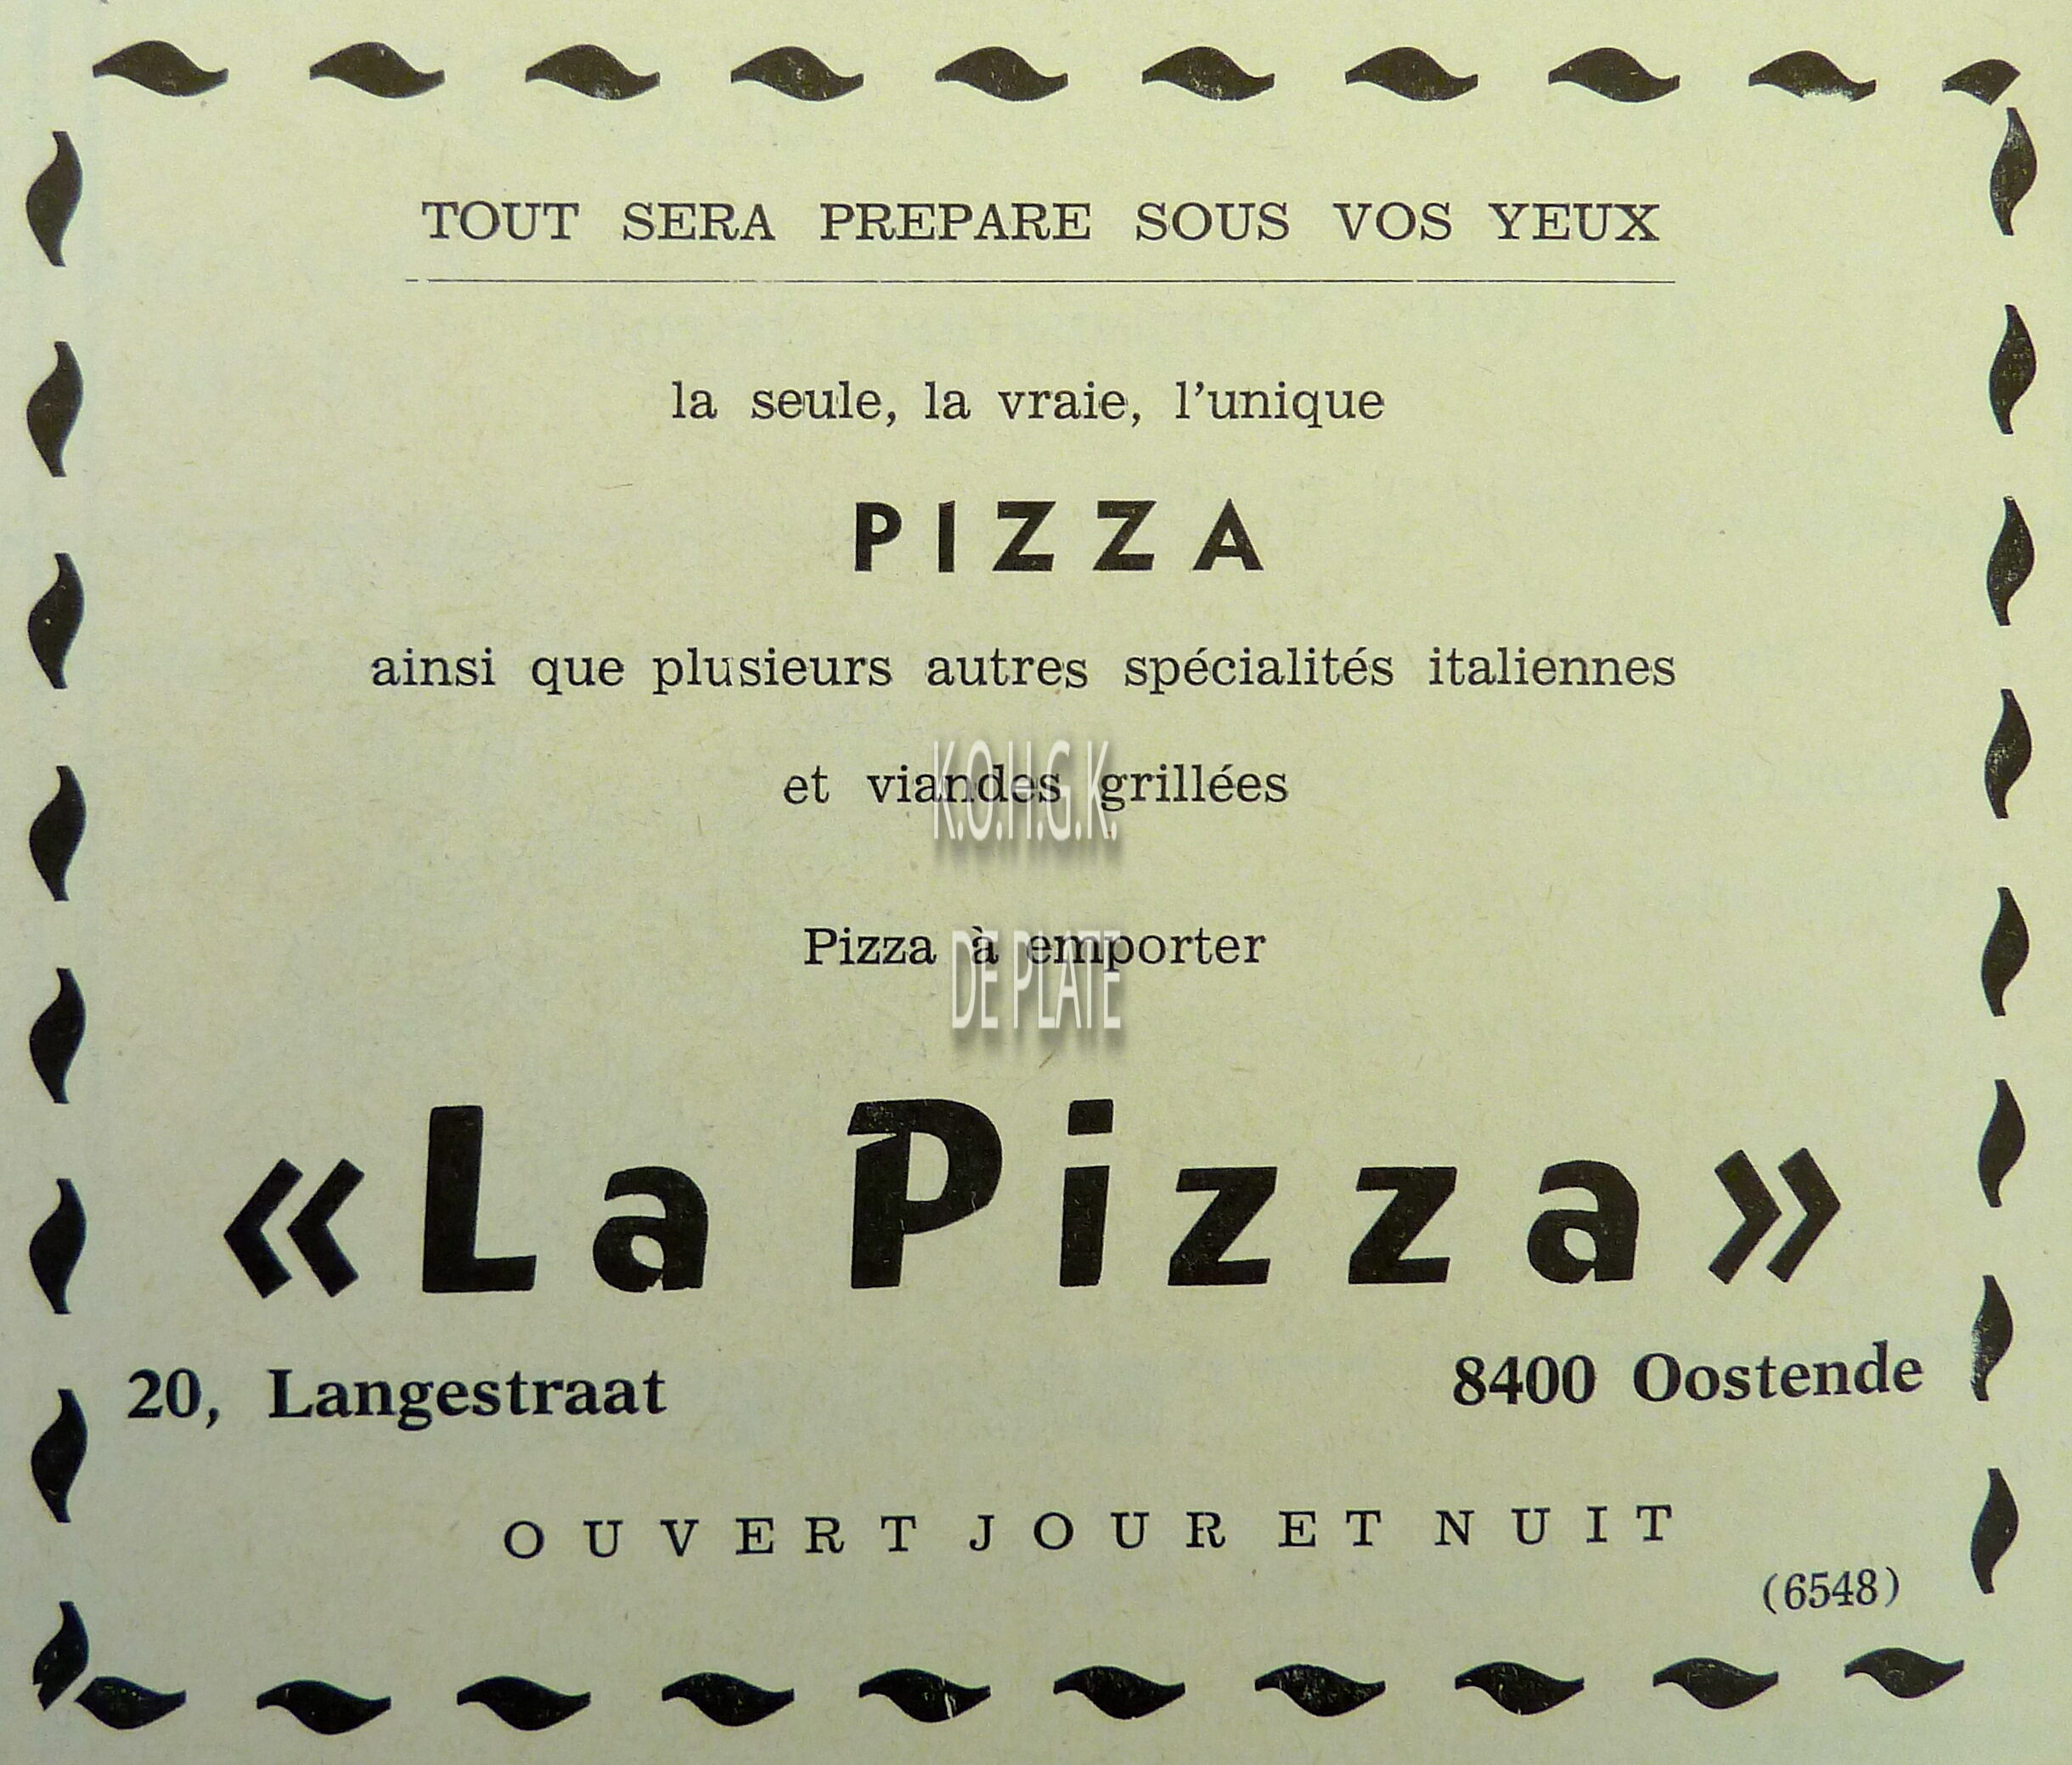 TOUT SERA PREPARE SOUS VOS YEUX
la seule, la vraie, l'unique
PIZZA
ainsi que plusieurs autres spécialités italiennes
et viandes grillées
K.O.H.G.K.
Pizza à emporter
DE PLATE
«La Pizza»
20, Langestraat 8400 Oostende
OUVERT JOUR ET NUIT
(6548)